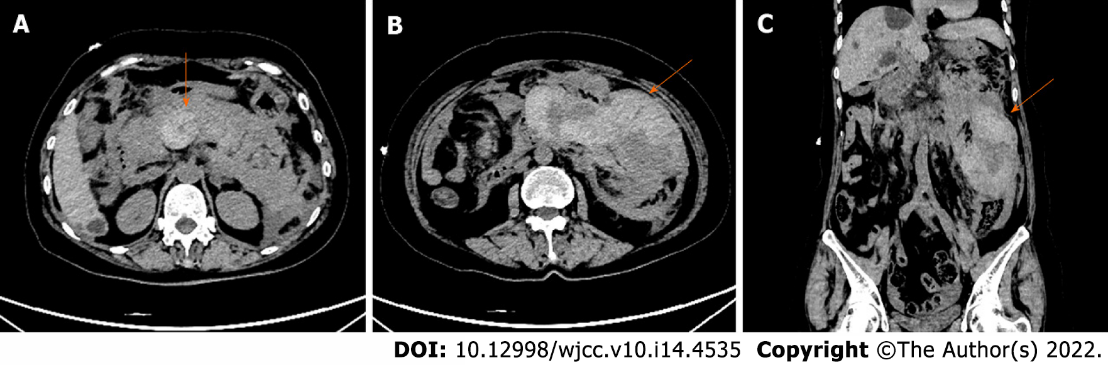 A
B
C
DOI: 10.12998/wjcc.v10.i14.4535 Copyright ©The Author(s) 2022.